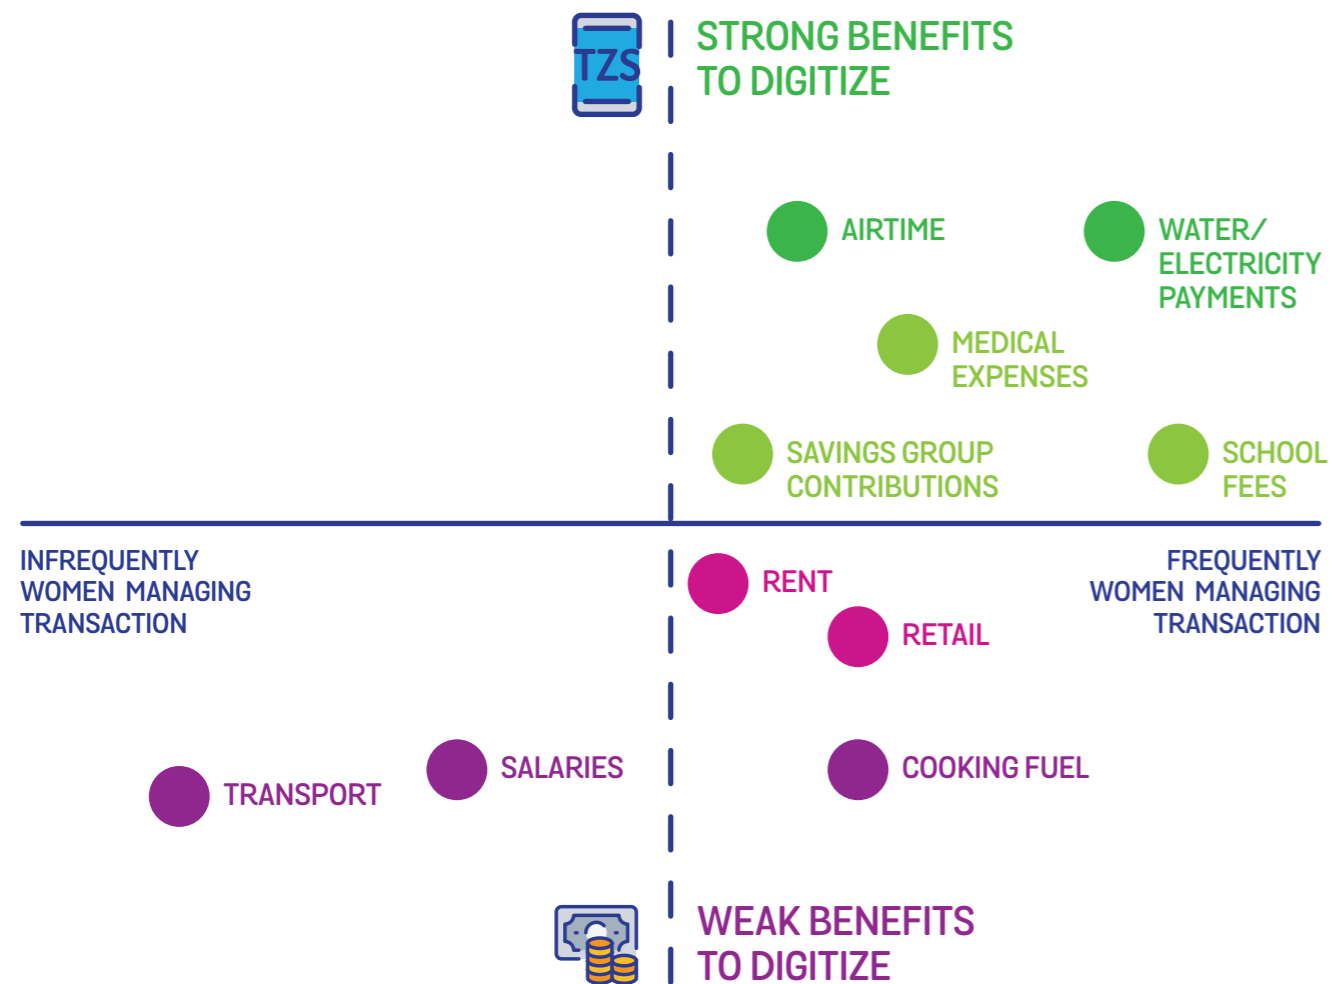 TZS
STRONG BENEFITS
TO DIGITIZE
AIRTIME
WATER/
ELECTRICITY
PAYMENTS
MEDICAL
EXPENSES
SAVINGS GROUP
CONTRIBUTIONS
SCHOOL
FEES
INFREQUENTLY
WOMEN MANAGING
TRANSACTION
FREQUENTLY
WOMEN MANAGING
TRANSACTION
RENT
RETAIL
SALARIES
COOKING FUEL
TRANSPORT
WEAK BENEFITS
TO DIGITIZE